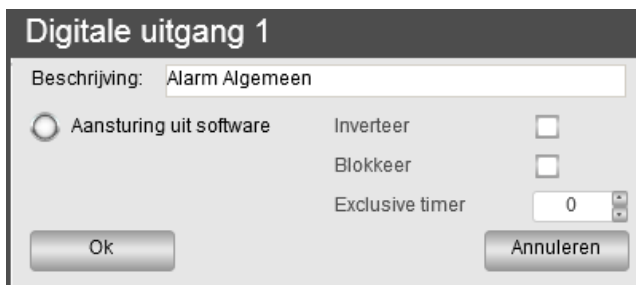 Digitale uitgang 1
Beschrijving: Alarm Algemeen
Aansturing uit software
Inverteer
Blokkeer
Exclusive timer 0
Ok
Annuleren